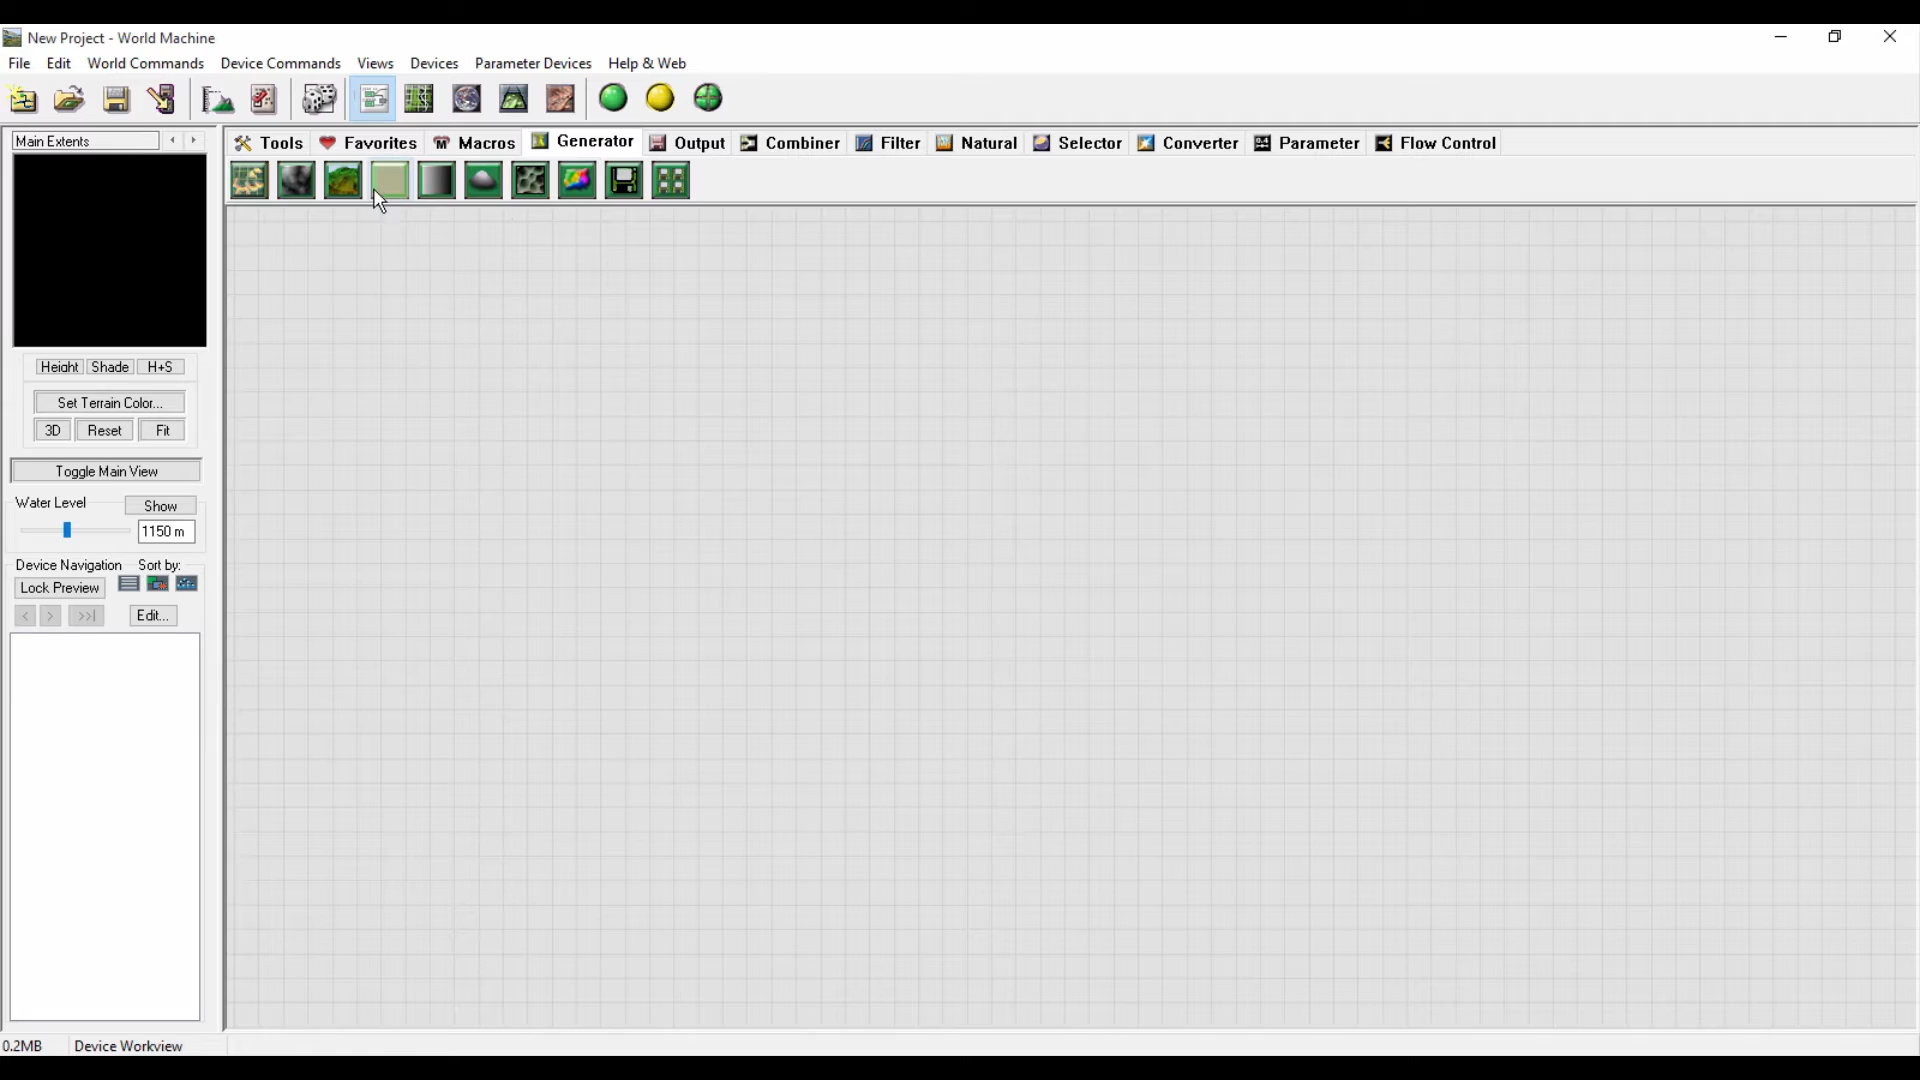 New Project - World Machine
File Edit World Commands Device Commands Views Devices Parameter Devices Help & Web
Main Extents
Tools Favorites Macros Generator Output Combiner Filter Natural Selector Converter Parameter Flow Control
Height Shade H+S
Set Terrain Color...
3D Reset Fit
Toggle Main View
Water Level Show
1150 m
Device Navigation Sort by:
Lock Preview
< > >>| Edit...
0.2MB Device Workview